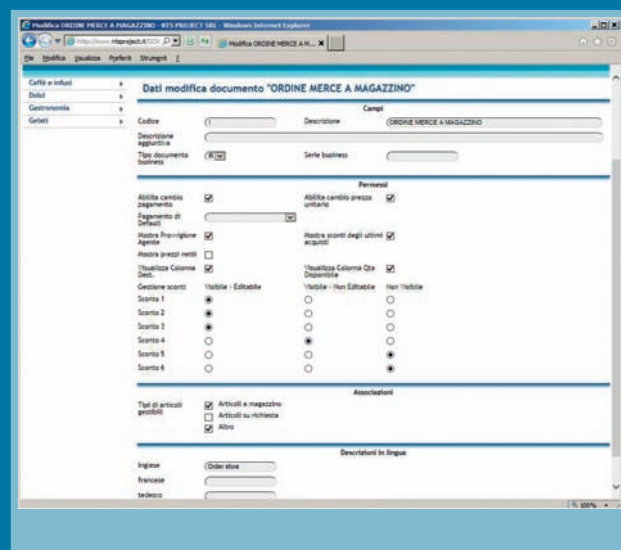 Modifica ORDINE MERCE A MAGAZZINO - RTS PROJECT SRL - Windows Internet Explorer
Modifica ORDINE MERCE A M...
File Modifica Visualizza Preferiti Strumenti ?
Caffè e infusi
Dolci
Gastronomia
Gelati
Dati modifica documento "ORDINE MERCE A MAGAZZINO"
Campi
Codice 1 Descrizione ORDINE MERCE A MAGAZZINO
Descrizione
aggiuntiva
Tipo documento R Serie business
business
Permessi
Abilita cambio Abilita cambio prezzo
pagamento unitario
Pagamento di
Default
Mostra Provvigione Mostra sconti degli ultimi
Agente acquisti
Mostra prezzi netti
Visualizza Colonna Visualizza Colonna Qta
Dest. Disponibile
Gestione sconti Visibile - Editabile Visibile - Non Editabile Non Visibile
Sconto 1
Sconto 2
Sconto 3
Sconto 4
Sconto 5
Sconto 6
Associazioni
Tipi di articoli Articoli a magazzino
gestibili Articoli su richiesta
Altro
Descrizioni in lingua
inglese Order store
francese
tedesco
100%